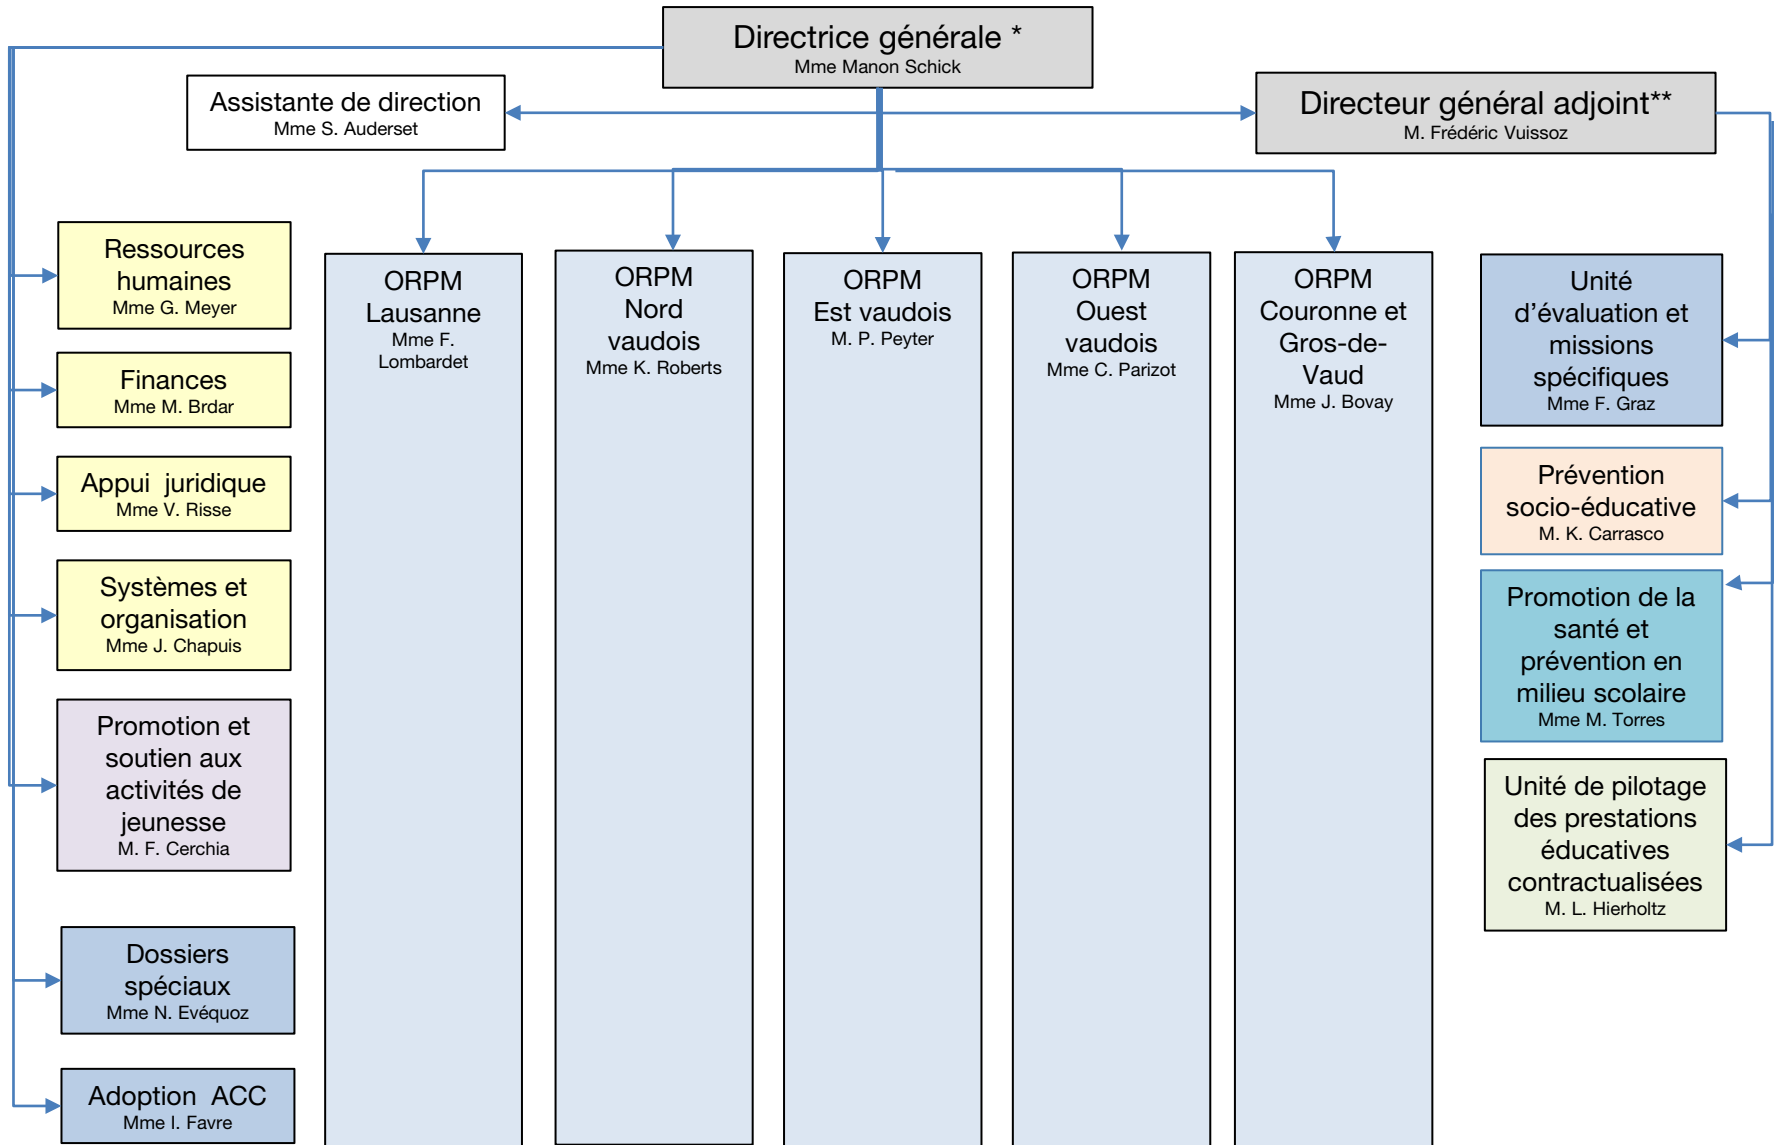 Directrice générale *
Mme Manon Schick
Assistante de direction
Mme S. Auderset
Directeur général adjoint**
M. Frédéric Vuissoz
Ressources
humaines
Mme G. Meyer
Finances
Mme M. Brdar
Appui juridique
Mme V. Risse
Systèmes et
organisation
Mme J. Chapuis
Promotion et
soutien aux
activités de
jeunesse
M. F. Cerchia
Dossiers
spéciaux
Mme N. Evéquoz
Adoption ACC
Mme I. Favre
ORPM
Lausanne
Mme F.
Lombardet
ORPM
Nord
vaudois
Mme K. Roberts
ORPM
Est vaudois
M. P. Peyter
ORPM
Ouest
vaudois
Mme C. Parizot
ORPM
Couronne et
Gros-de-
Vaud
Mme J. Bovay
Unité
d’évaluation et
missions
spécifiques
Mme F. Graz
Prévention
socio-éducative
M. K. Carrasco
Promotion de la
santé et
prévention en
milieu scolaire
Mme M. Torres
Unité de pilotage
des prestations
éducatives
contractualisées
M. L. Hierholtz